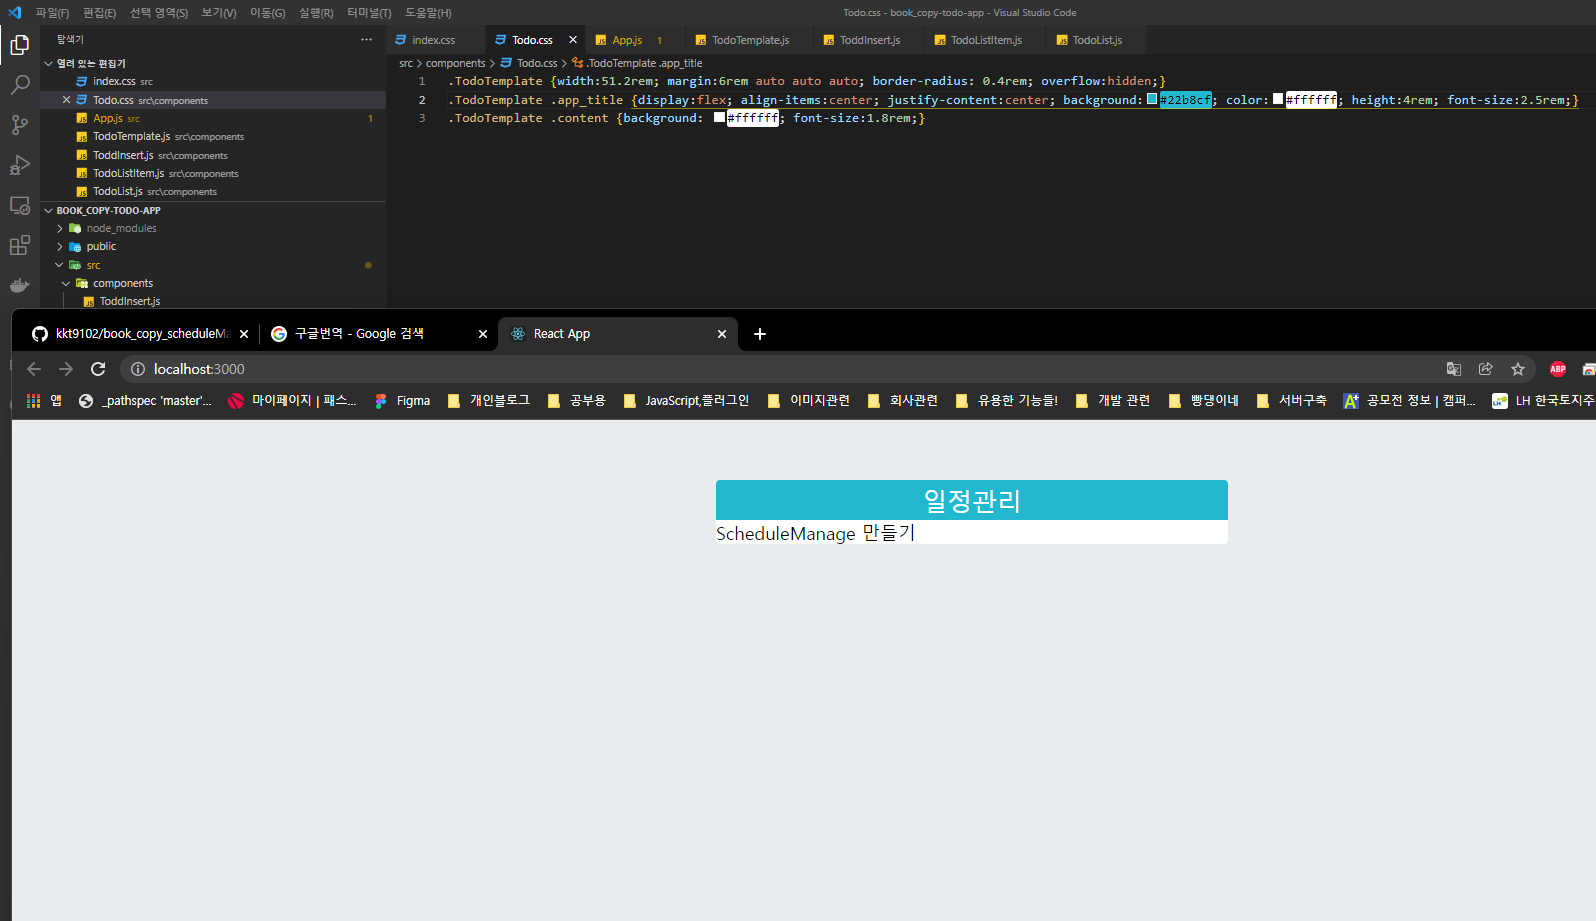 파일(F) 편집(E) 선택 영역(S) 보기(V) 이동(G) 실행(R) 터미널(T) 도움말(H) Todo.css - book_copy-todo-app - Visual Studio Code
탐색기 ···
index.css Todo.css App.js 1 TodoTemplate.js ToddInsert.js TodoListItem.js TodoList.js
열려 있는 편집기
index.css src
Todo.css src\components
App.js src 1
TodoTemplate.js src\components
ToddInsert.js src\components
TodoListItem.js src\components
TodoList.js src\components
BOOK_COPY-TODO-APP
node_modules
public
src
components
ToddInsert.js
src > components > Todo.css > .TodoTemplate .app_title
1 .TodoTemplate {width:51.2rem; margin:6rem auto auto auto; border-radius: 0.4rem; overflow:hidden;}
2 .TodoTemplate .app_title {display:flex; align-items:center; justify-content:center; background:#22b8cf; color:#ffffff; height:4rem; font-size:2.5rem;}
3 .TodoTemplate .content {background: #ffffff; font-size:1.8rem;}
kkt9102/book_copy_scheduleMa 구글번역 - Google 검색 React App
localhost:3000 ABP
앱 _pathspec 'master'... 마이페이지 | 패스... Figma 개인블로그 공부용 JavaScript,플러그인 이미지관련 회사관련 유용한 기능들! 개발 관련 빵댕이네 서버구축 A+ 공모전 정보 | 캠퍼... LH LH 한국토지주
일정관리
ScheduleManage 만들기